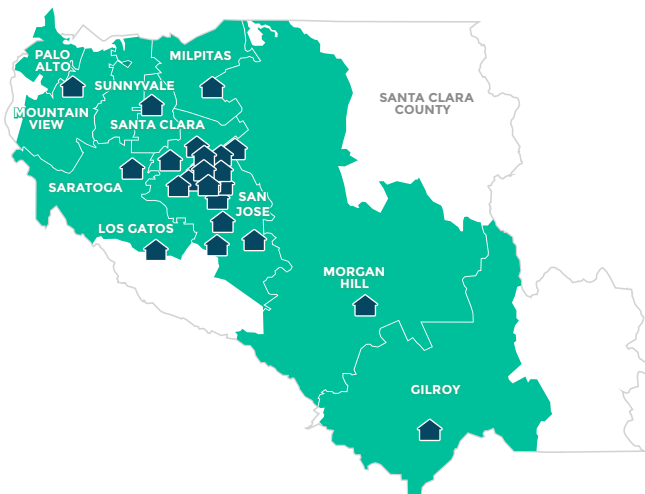 PALO
ALTO
MILPITAS
SUNNYVALE
SANTA CLARA
COUNTY
MOUNTAIN
VIEW
SANTA CLARA
SARATOGA
SAN
JOSE
LOS GATOS
MORGAN
HILL
GILROY